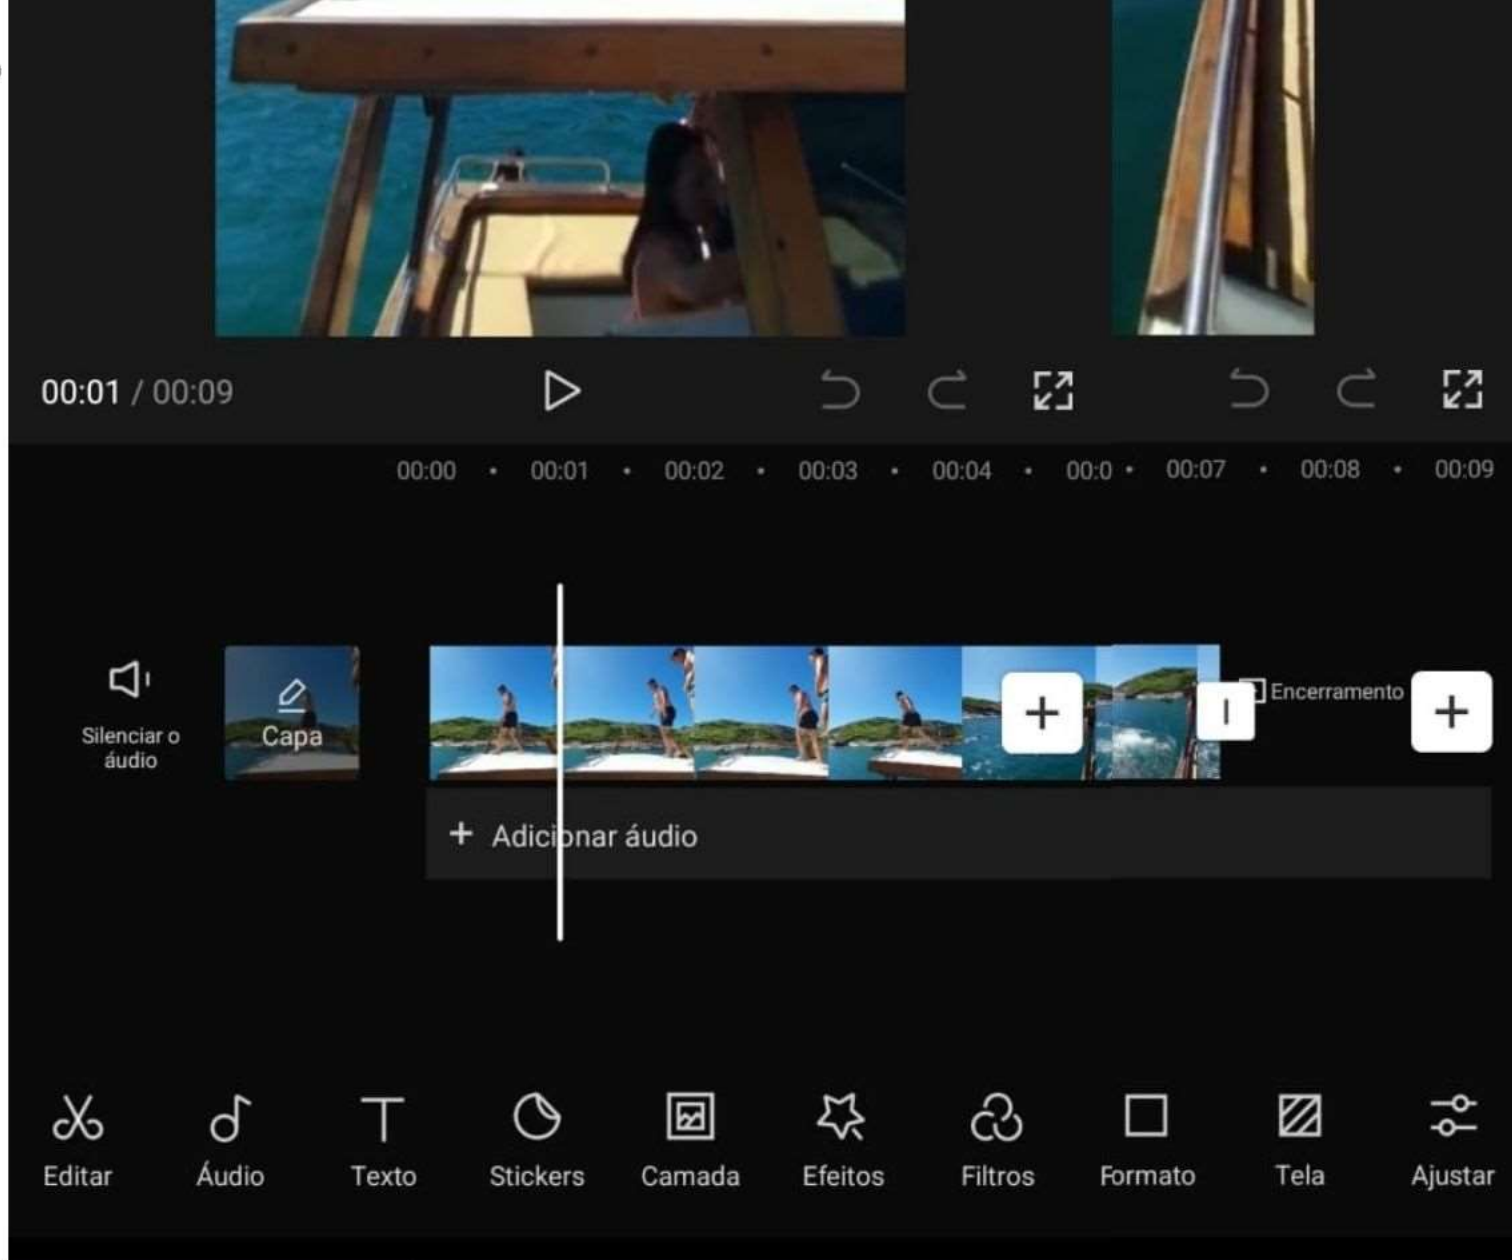 00:01 / 00:09
00:00 00:01 00:02 00:03 00:04 00:0 00:07 00:08 00:09
Silenciar o
áudio
Capa
Encerramento
+ Adicionar áudio
Editar Áudio Texto Stickers Camada Efeitos Filtros Formato Tela Ajustar